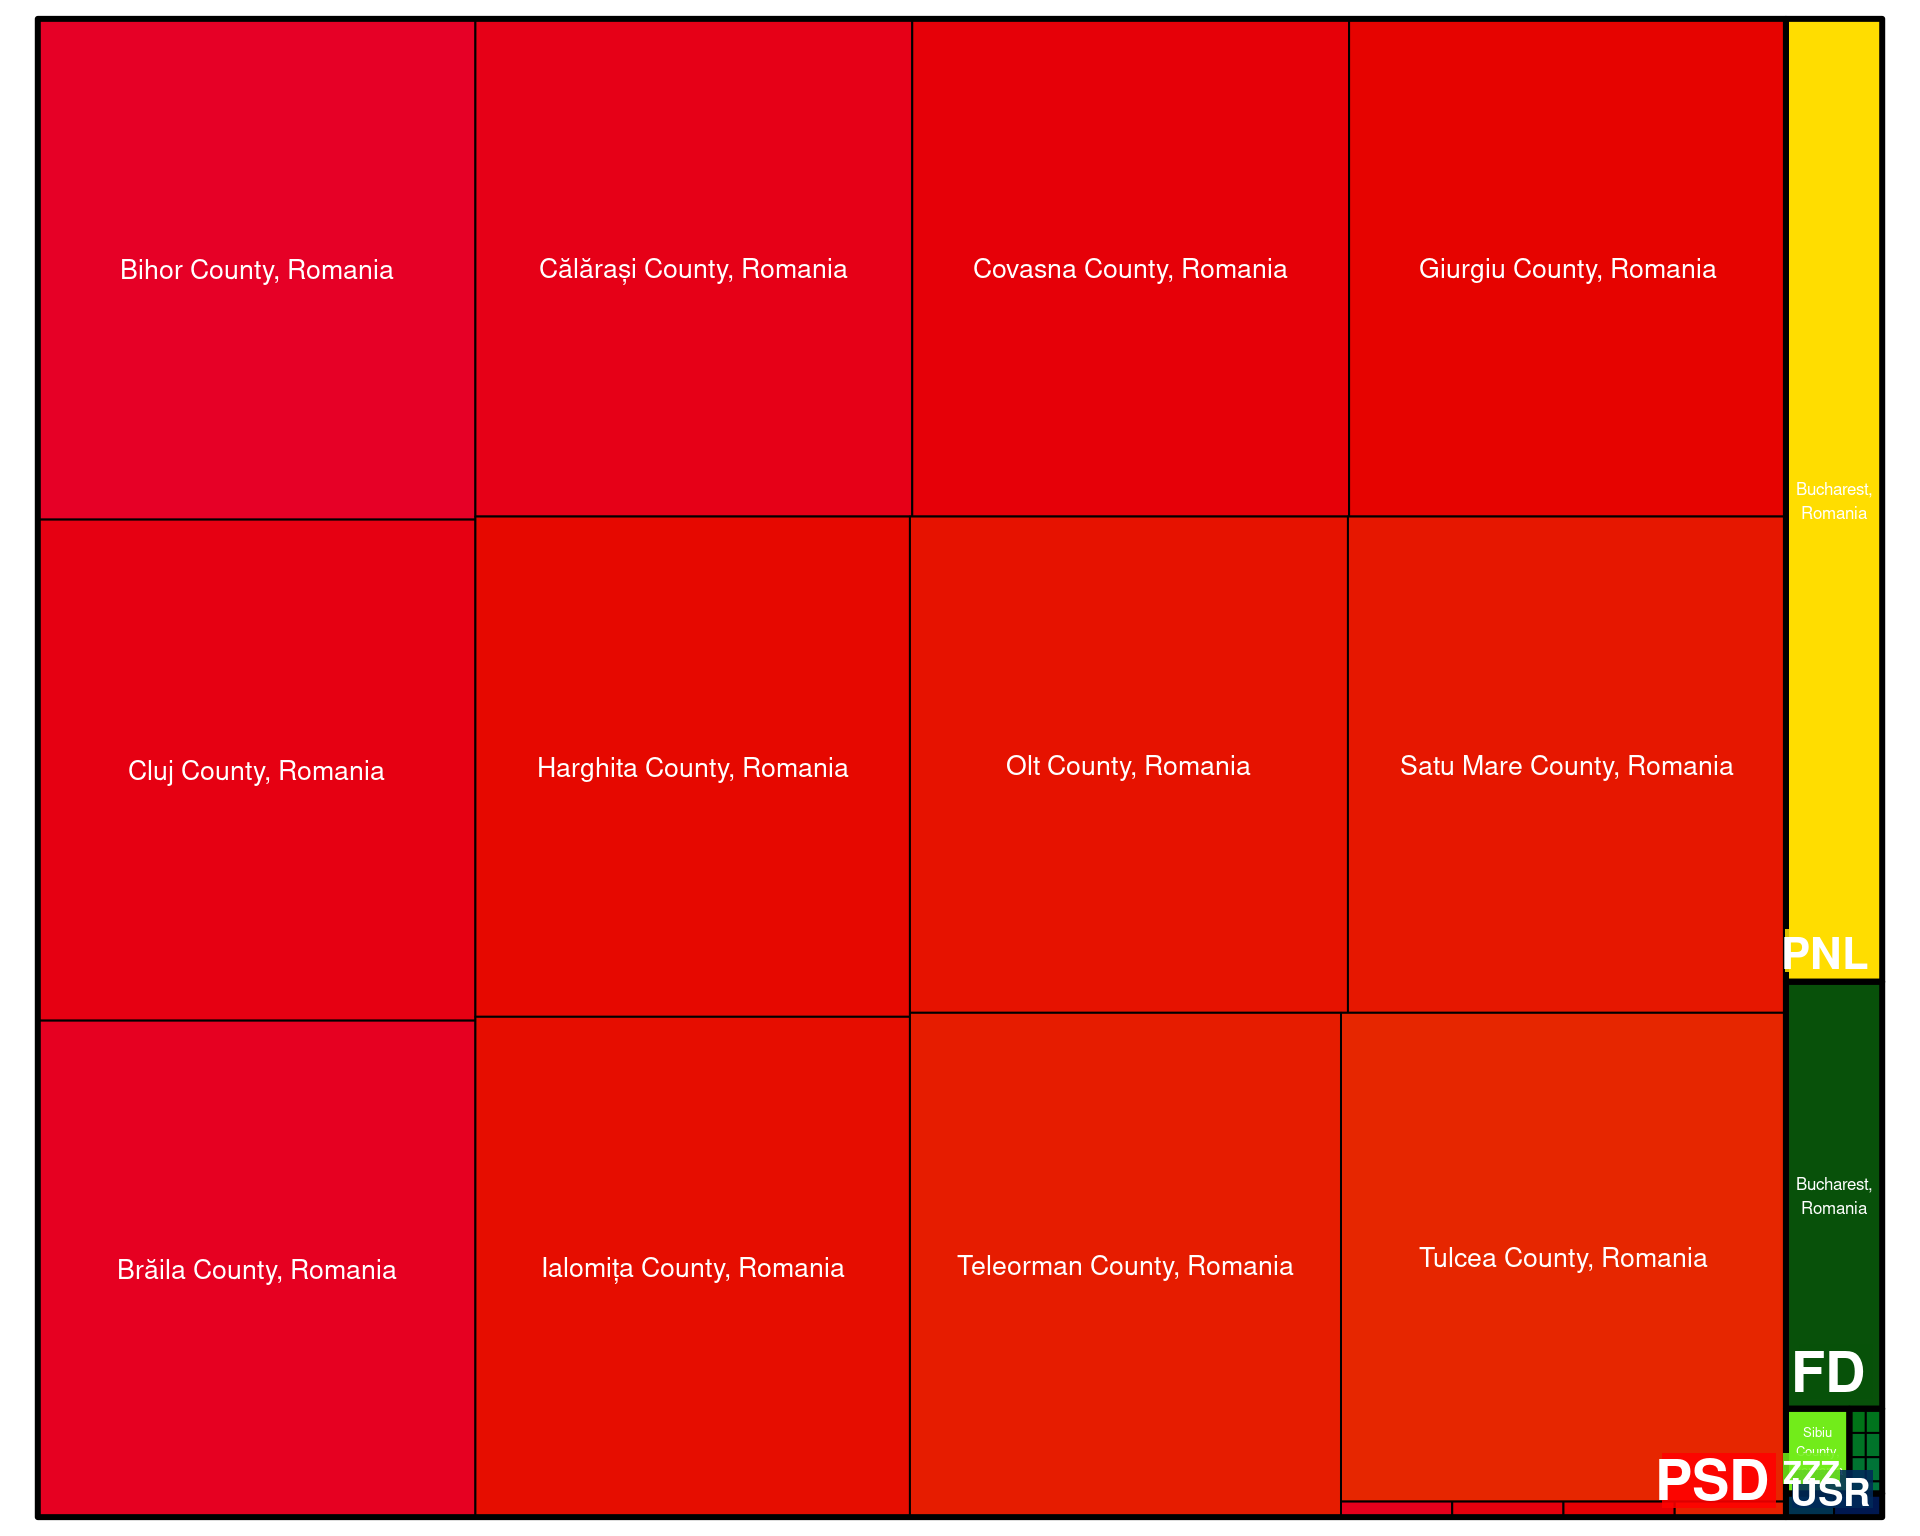 Bihor County, Romania
Călărași County, Romania
Covasna County, Romania
Giurgiu County, Romania
Bucharest,
Romania
Cluj County, Romania
Harghita County, Romania
Olt County, Romania
Satu Mare County, Romania
PNL
Brăila County, Romania
Ialomița County, Romania
Teleorman County, Romania
Tulcea County, Romania
Bucharest,
Romania
FD
Sibiu
County,
PSD
ZZZ.
USR